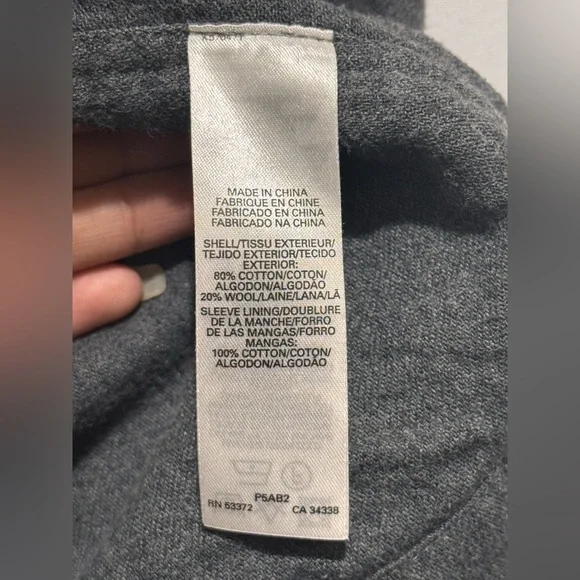 MADE IN CHINA
FABRIQUE EN CHINE
FABRICADO EN CHINA
FABRICADO NA CHINA
SHELL/TISSU EXTERIEUR/
TEJIDO EXTERIOR/TECIDO
EXTERIOR:
80% COTTON/COTON/
ALGODON/ALGODÃO
20% WOOL/LAINE/LANA/LÃ
SLEEVE LINING/DOUBLURE
DE LA MANCHE/FORRO
DE LAS MANGAS/FORRO
MANGAS:
100% COTTON/COTON/
ALGODON/ALGODÃO
P5AB2
RN 53372 CA 34338